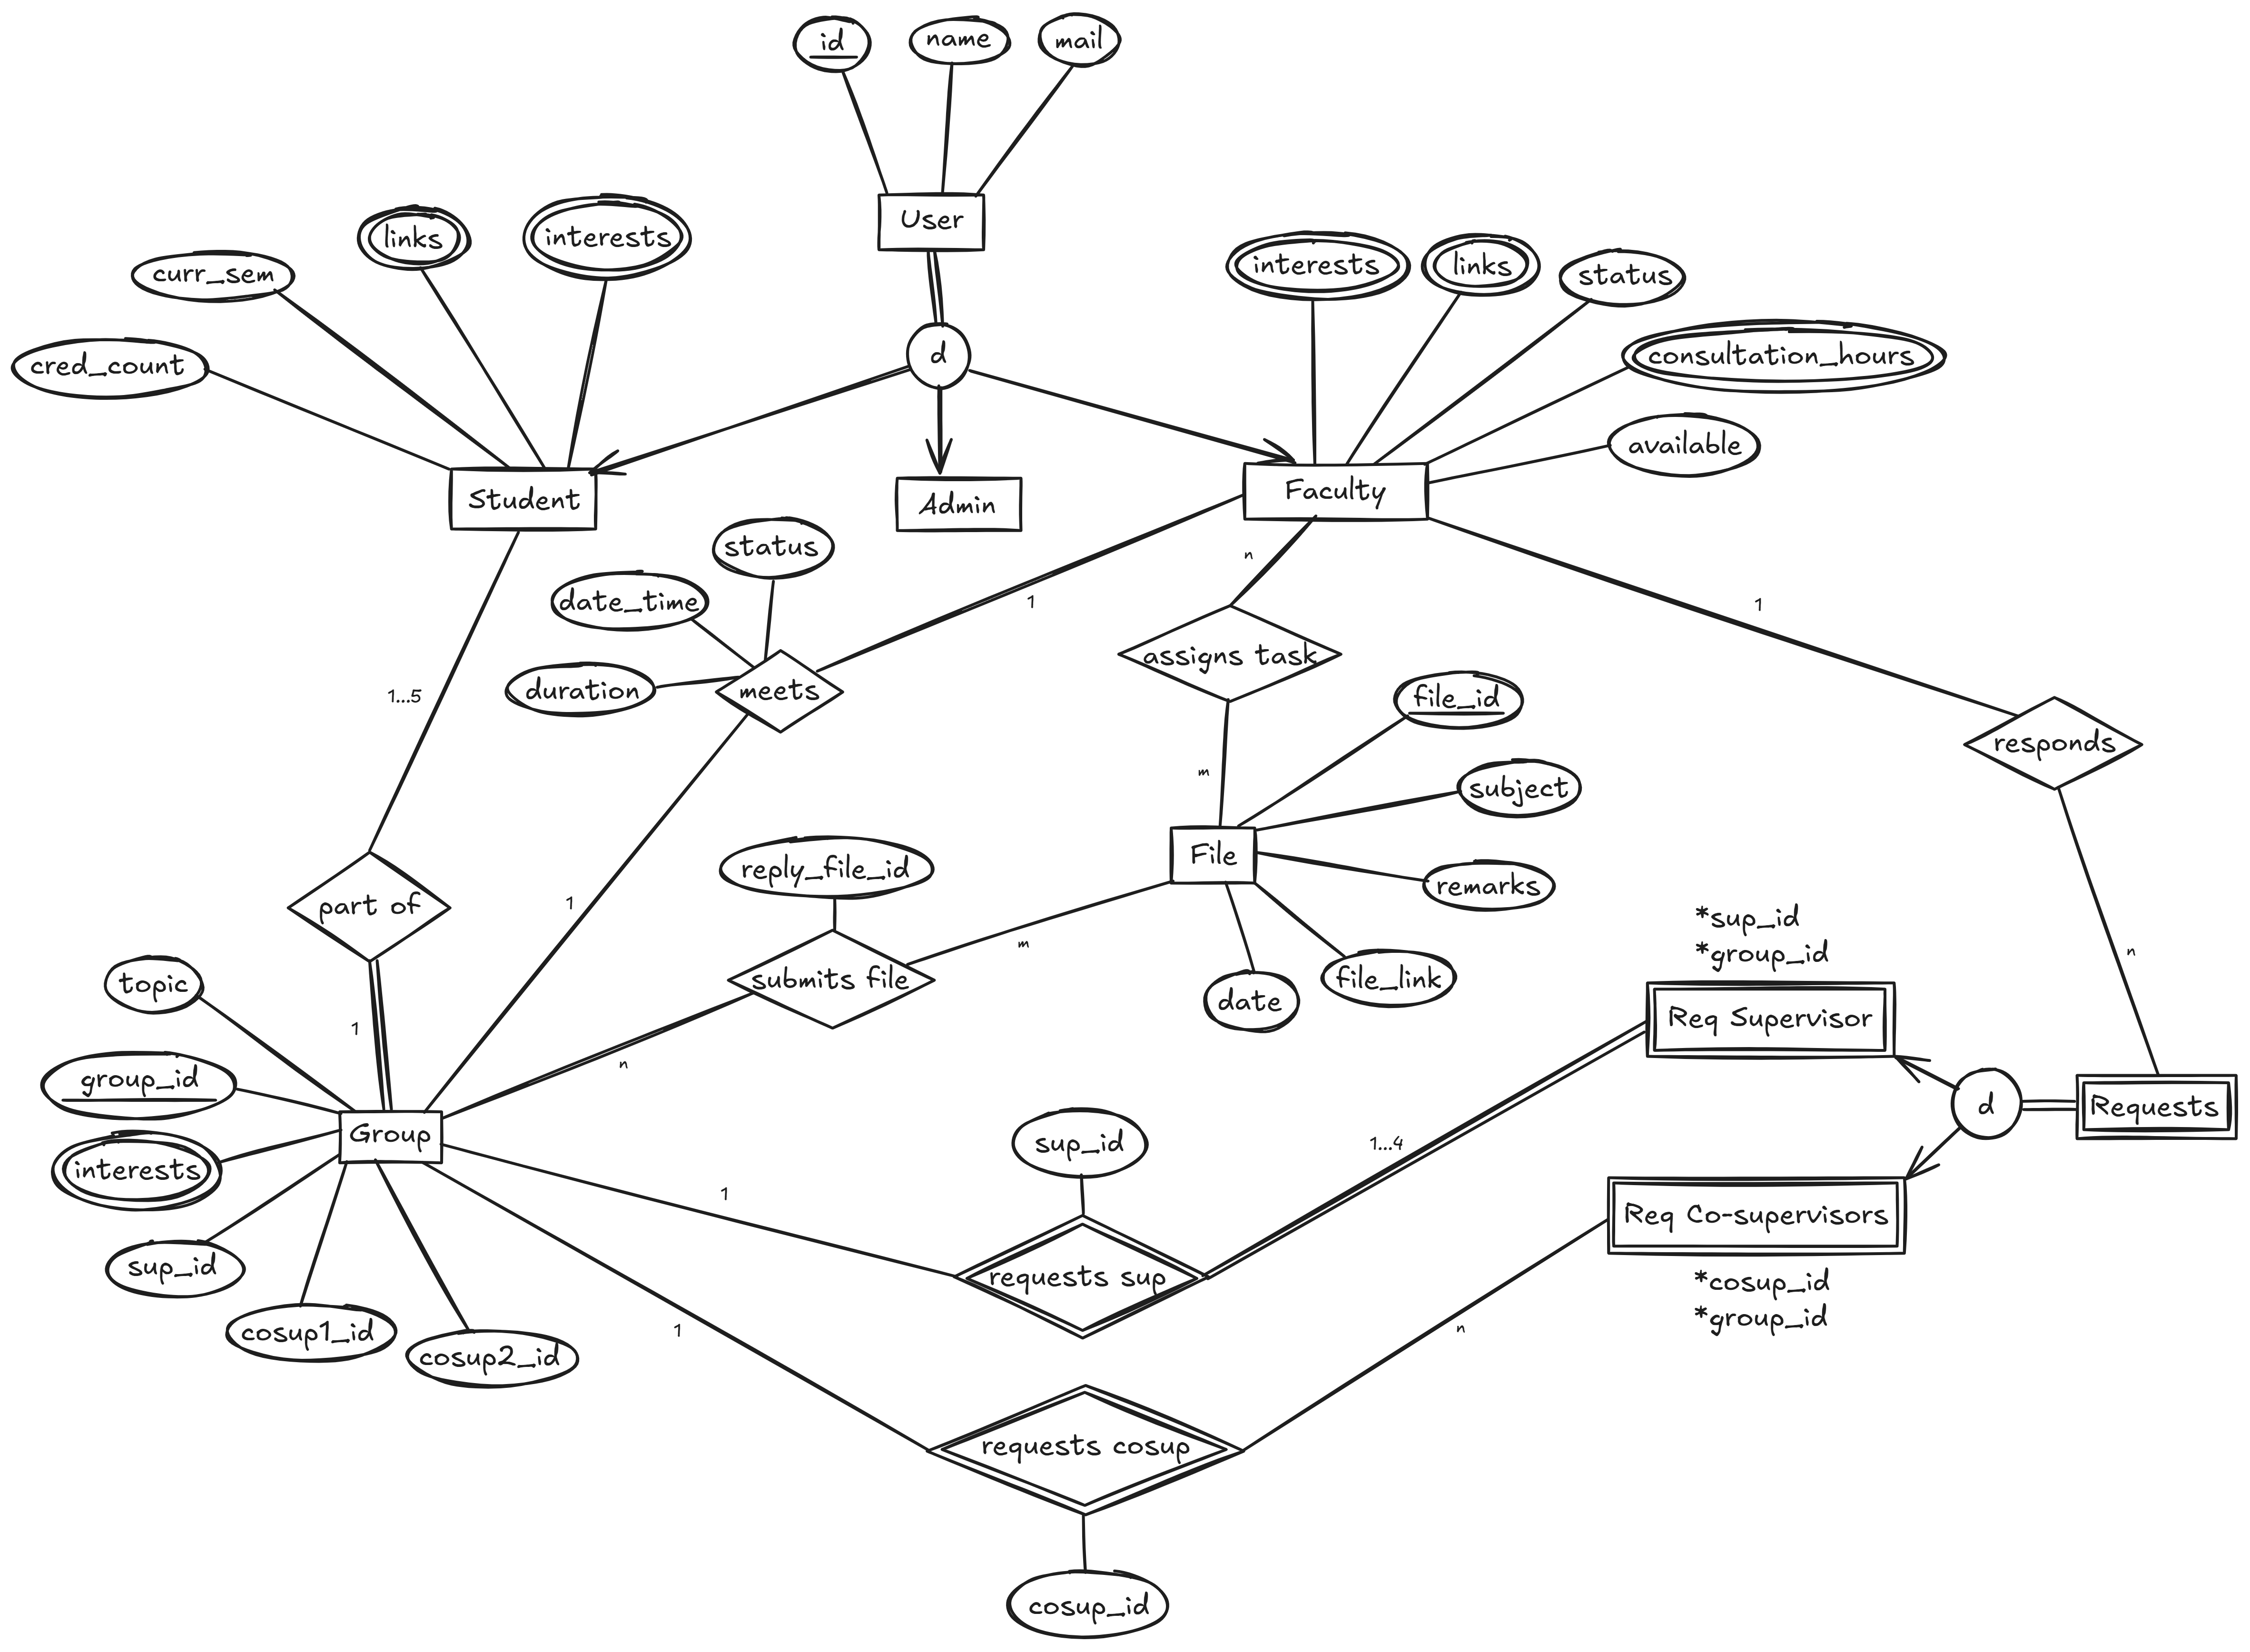 id
name
mail
User
links
interests
curr_sem
cred_count
interests
links
status
consultation_hours
available
d
Student
Admin
Faculty
status
date_time
duration
meets
n
1
1
assigns task
1...5
m
file_id
subject
responds
File
reply_file_id
remarks
part of
1
m
submits file
date
file_link
*sup_id
*group_id
n
Req Supervisor
topic
1
n
group_id
Group
interests
sup_id
cosup1_id
cosup2_id
d
Requests
sup_id
1...4
1
requests sup
Req Co-supervisors
*cosup_id
*group_id
1
n
requests cosup
cosup_id